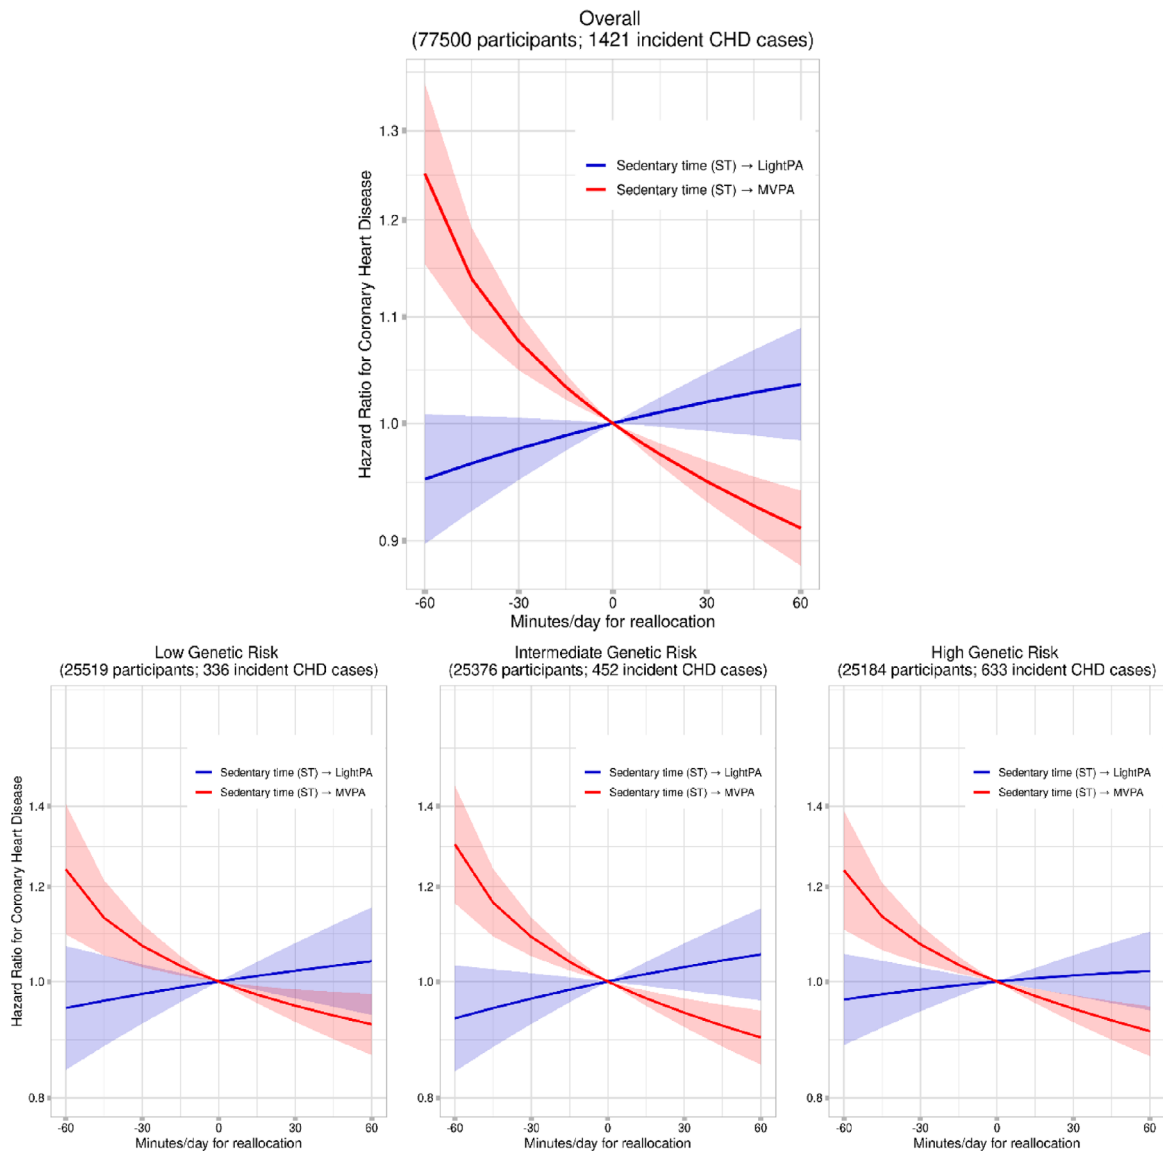 Overall
(77500 participants; 1421 incident CHD cases)
Hazard Ratio for Coronary Heart Disease
1.3
1.2
1.1
1.0
0.9
Sedentary time (ST) → LightPA
Sedentary time (ST) → MVPA
-60 -30 0 30 60
Minutes/day for reallocation
Low Genetic Risk
(25519 participants; 336 incident CHD cases)
Hazard Ratio for Coronary Heart Disease
1.4
1.2
1.0
0.8
Sedentary time (ST) → LightPA
Sedentary time (ST) → MVPA
-60 -30 0 30 60
Minutes/day for reallocation
Intermediate Genetic Risk
(25376 participants; 452 incident CHD cases)
1.4
1.2
1.0
0.8
Sedentary time (ST) → LightPA
Sedentary time (ST) → MVPA
-60 -30 0 30 60
Minutes/day for reallocation
High Genetic Risk
(25184 participants; 633 incident CHD cases)
1.4
1.2
1.0
0.8
Sedentary time (ST) → LightPA
Sedentary time (ST) → MVPA
-60 -30 0 30 60
Minutes/day for reallocation